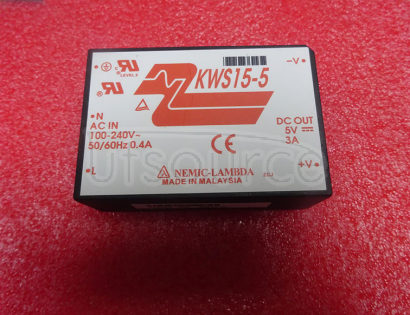 KWS15-5
-V
LEVEL 3
N
AC IN
100-240V~
50/60Hz 0.4A
L
DC OUT
5V
3A
+V
CE
NEMIC-LAMBDA
MADE IN MALAYSIA
utsource